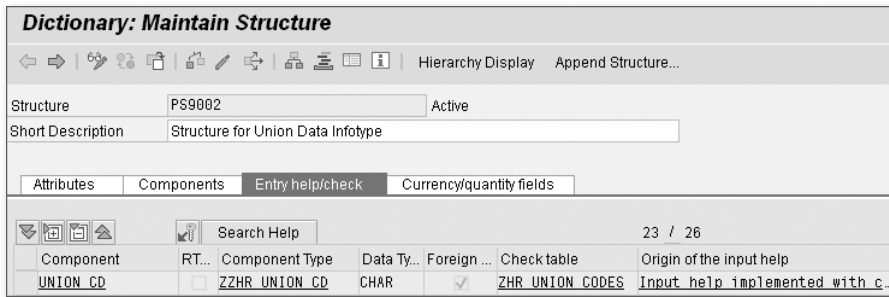 Dictionary: Maintain Structure
Hierarchy Display Append Structure...
Structure PS9002 Active
Short Description Structure for Union Data Infotype
Attributes Components Entry help/check Currency/quantity fields
Search Help 23 / 26
Component RT... Component Type Data Ty... Foreign ... Check table Origin of the input help
UNION_CD ZZHR_UNION_CD CHAR ZHR_UNION_CODES Input help implemented with c...